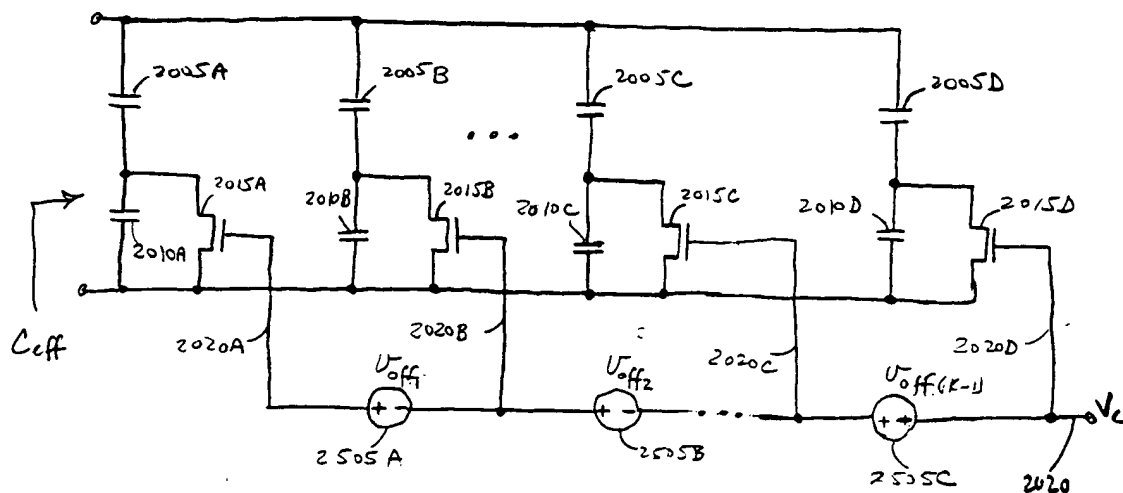 2005A
2005B
2005C
2005D
...
2015A
2010B
2015B
2010C
2015C
2010D
2015D
2010A
Ceff
2020A
2020B
2020C
2020D
Voff1
Voff2
Voff(K-1)
+ -
+ -
....
Vc
2505A
2505B
2505C
2020